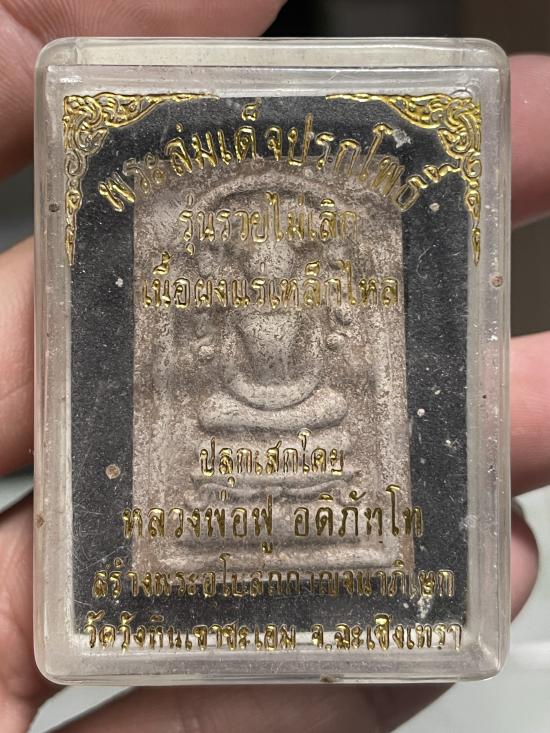 พระสมเด็จปรกโพธิ์
รุ่นรวยไม่เลิก
เนื้อผงแร่เหล็กไหล
ปลุกเสกโดย
หลวงพ่อฟู อติภัทฺโท
สร้างพระอุโบสถกาญจนาภิเษก
วัดวังหินเขาชะเอม จ.ฉะเชิงเทรา